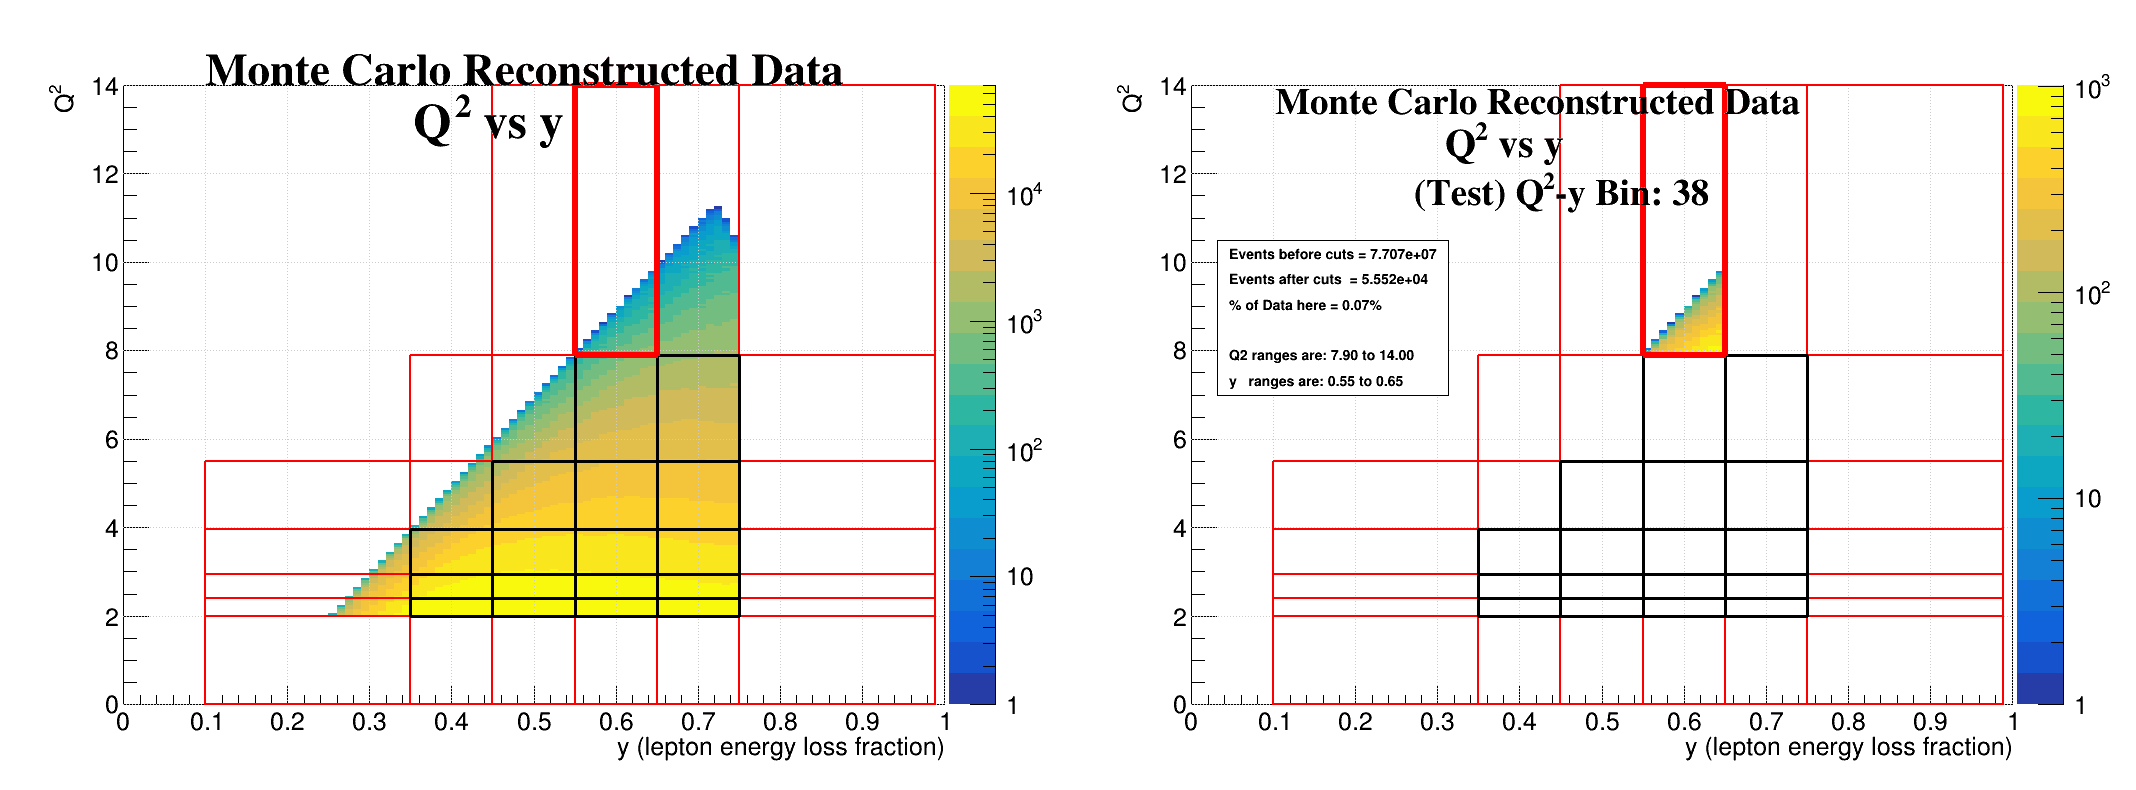 Monte Carlo Reconstructed Data
Q² vs y
Q²
14
12
10
8
6
4
2
0
0 0.1 0.2 0.3 0.4 0.5 0.6 0.7 0.8 0.9 1
y (lepton energy loss fraction)
10⁴
10³
10²
10
1
Monte Carlo Reconstructed Data
Q² vs y
(Test) Q²-y Bin: 38
Events before cuts = 7.707e+07
Events after cuts = 5.552e+04
% of Data here = 0.07%
Q2 ranges are: 7.90 to 14.00
y ranges are: 0.55 to 0.65
Q²
14
12
10
8
6
4
2
0
0 0.1 0.2 0.3 0.4 0.5 0.6 0.7 0.8 0.9 1
y (lepton energy loss fraction)
10³
10²
10
1